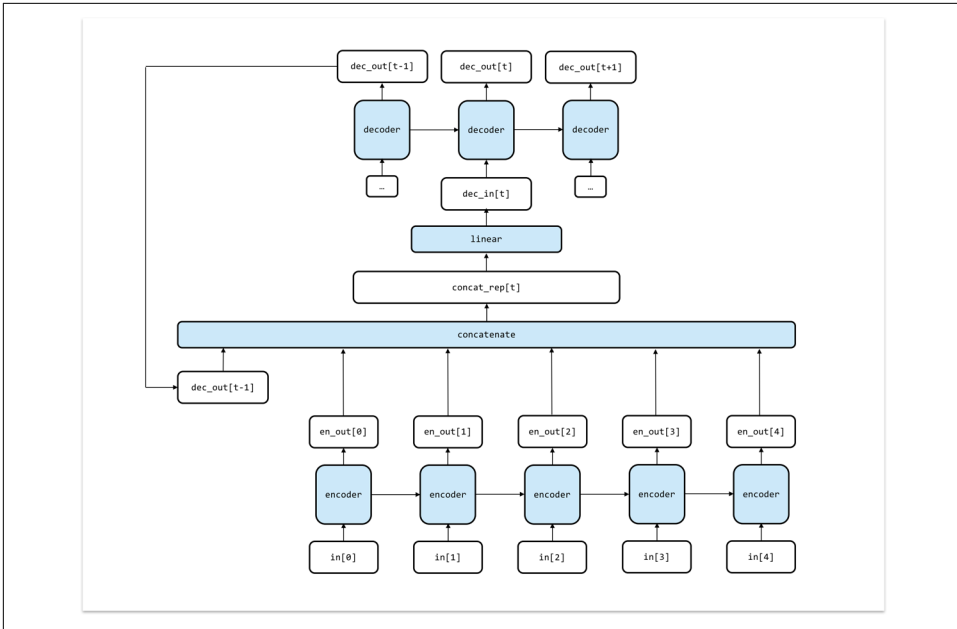 dec_out[t-1] dec_out[t] dec_out[t+1]
decoder decoder decoder
… dec_in[t] …
linear
concat_rep[t]
concatenate
dec_out[t-1]
en_out[0] en_out[1] en_out[2] en_out[3] en_out[4]
encoder encoder encoder encoder encoder
in[0] in[1] in[2] in[3] in[4]